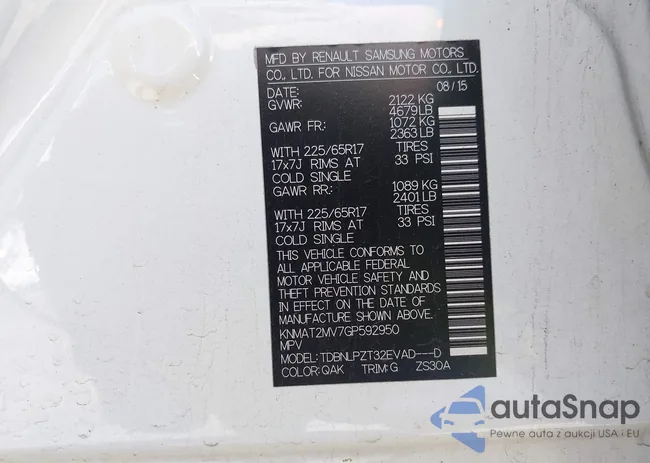 MFD BY RENAULT SAMSUNG MOTORS
CO., LTD. FOR NISSAN MOTOR CO., LTD.
DATE: 08/15
GVWR: 2122 KG
4679LB
GAWR FR: 1072 KG
2363LB
WITH 225/65R17 TIRES
17x7J RIMS AT 33 PSI
COLD SINGLE
GAWR RR: 1089 KG
2401LB
WITH 225/65R17 TIRES
17x7J RIMS AT 33 PSI
COLD SINGLE
THIS VEHICLE CONFORMS TO
ALL APPLICABLE FEDERAL
MOTOR VEHICLE SAFETY AND
THEFT PREVENTION STANDARDS
IN EFFECT ON THE DATE OF
MANUFACTURE SHOWN ABOVE.
KNMAT2MV7GP592950
MPV
MODEL: TDBNLPZT32EVAD---D
COLOR: QAK TRIM: G ZS30A
autaSnap
Pewne auta z aukcji USA i EU